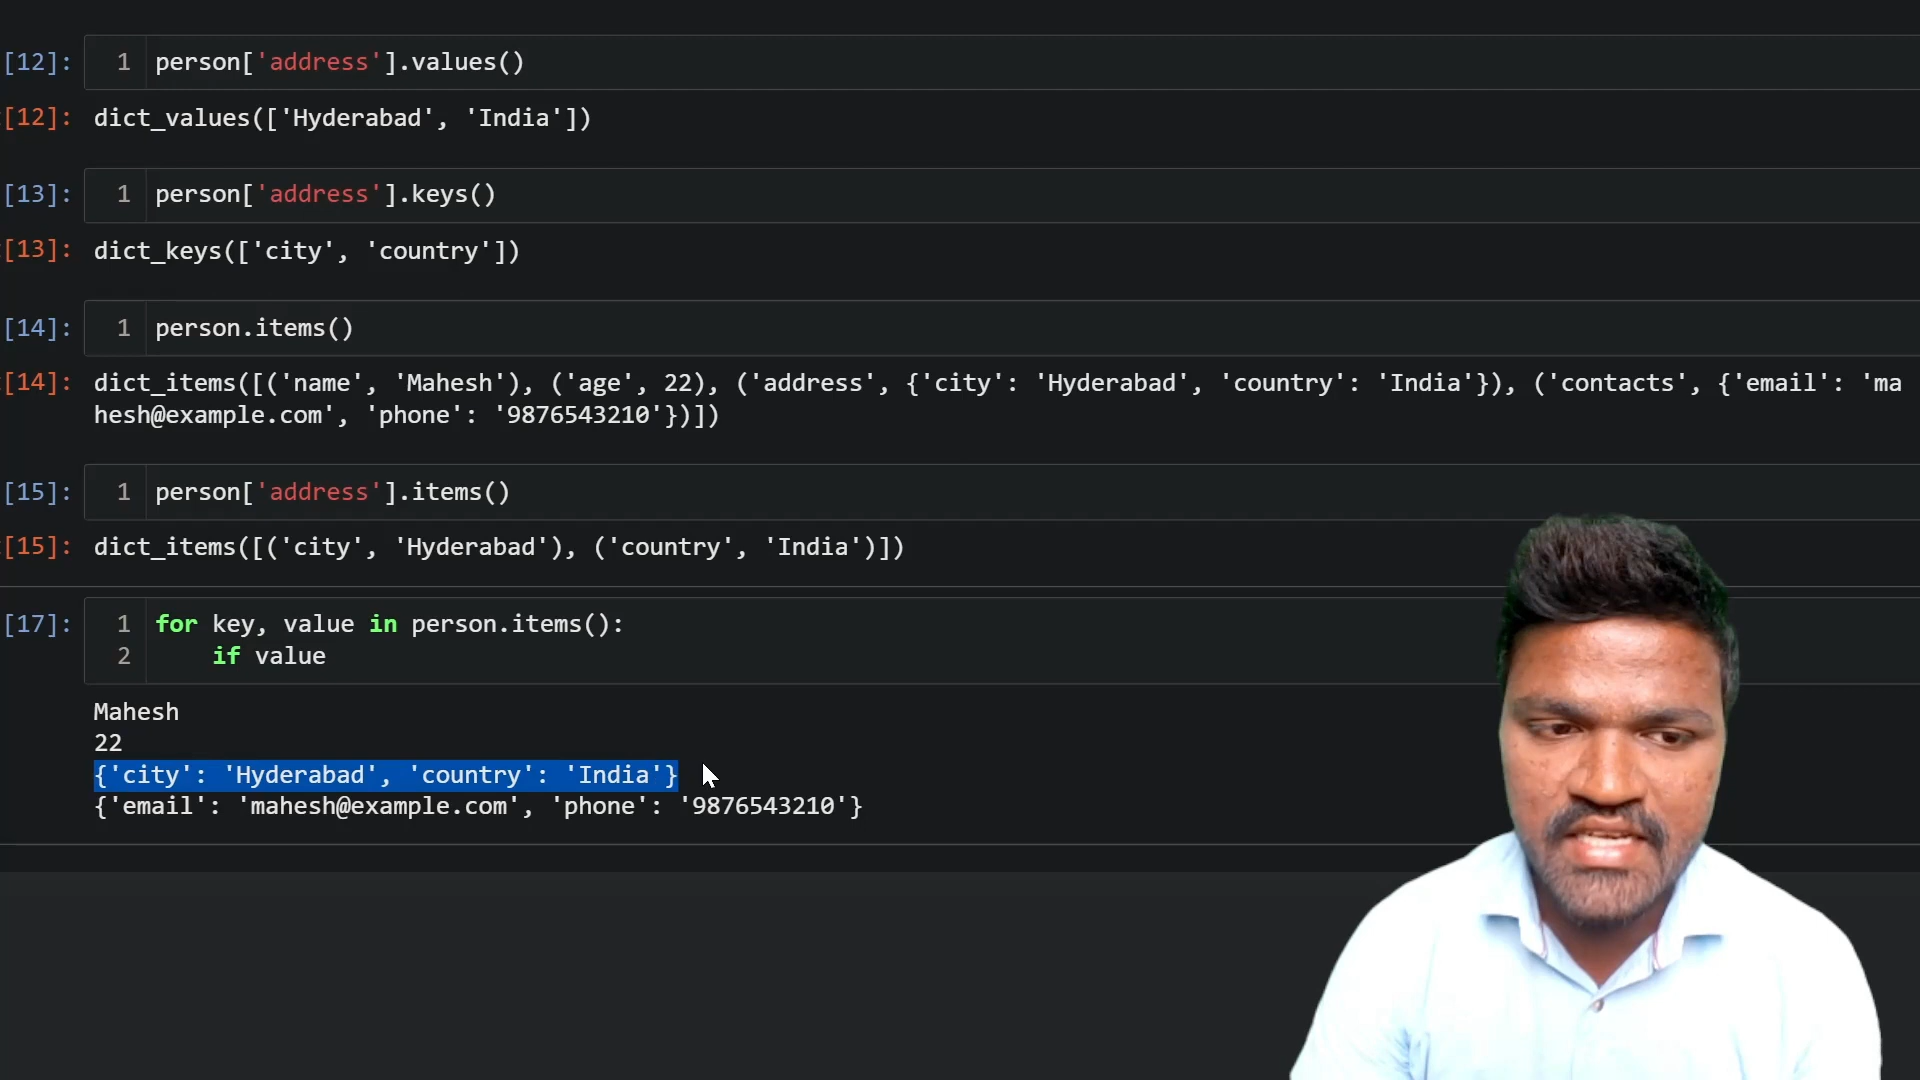 [12]: 1 person['address'].values()
[12]: dict_values(['Hyderabad', 'India'])
[13]: 1 person['address'].keys()
[13]: dict_keys(['city', 'country'])
[14]: 1 person.items()
[14]: dict_items([('name', 'Mahesh'), ('age', 22), ('address', {'city': 'Hyderabad', 'country': 'India'}), ('contacts', {'email': 'ma
hesh@example.com', 'phone': '9876543210'})])
[15]: 1 person['address'].items()
[15]: dict_items([('city', 'Hyderabad'), ('country', 'India')])
[17]: 1 for key, value in person.items():
2 if value
Mahesh
22
{'city': 'Hyderabad', 'country': 'India'}
{'email': 'mahesh@example.com', 'phone': '9876543210'}